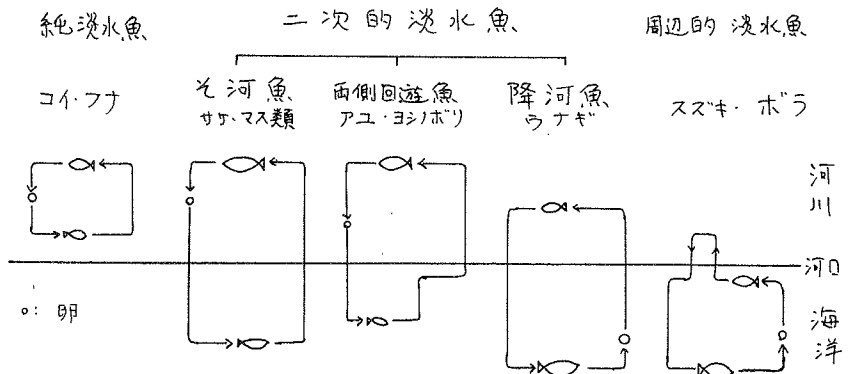 純淡水魚
二次的淡水魚
周辺的淡水魚
コイ・フナ
そ河魚
サケ・マス類
両側回遊魚
アユ・ヨシノボリ
降河魚
ウナギ
スズキ・ボラ
河川
河口
海洋
○: 卵